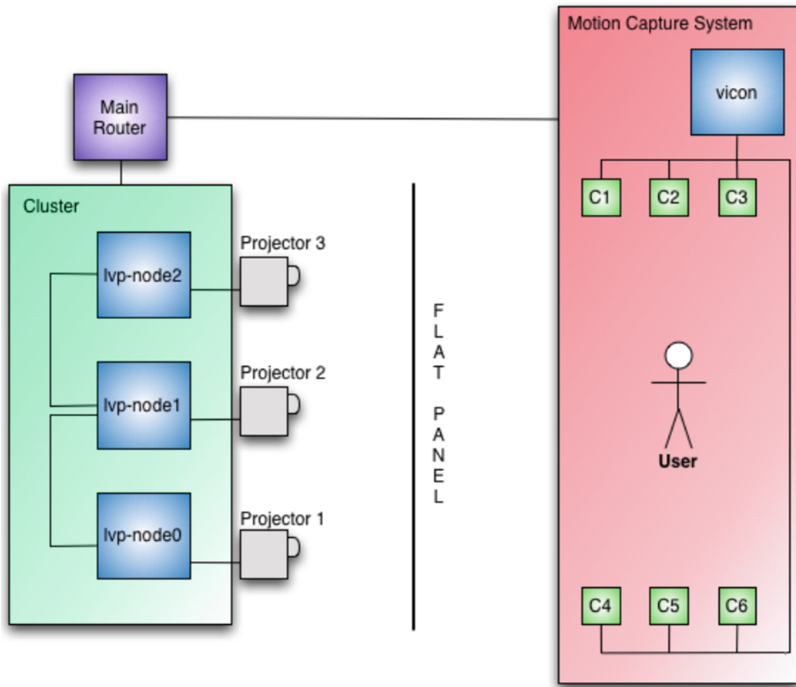 Motion Capture System
vicon
Main
Router
C1
C2
C3
Cluster
lvp-node2
Projector 3
lvp-node1
Projector 2
lvp-node0
Projector 1
F
L
A
T
P
A
N
E
L
User
C4
C5
C6